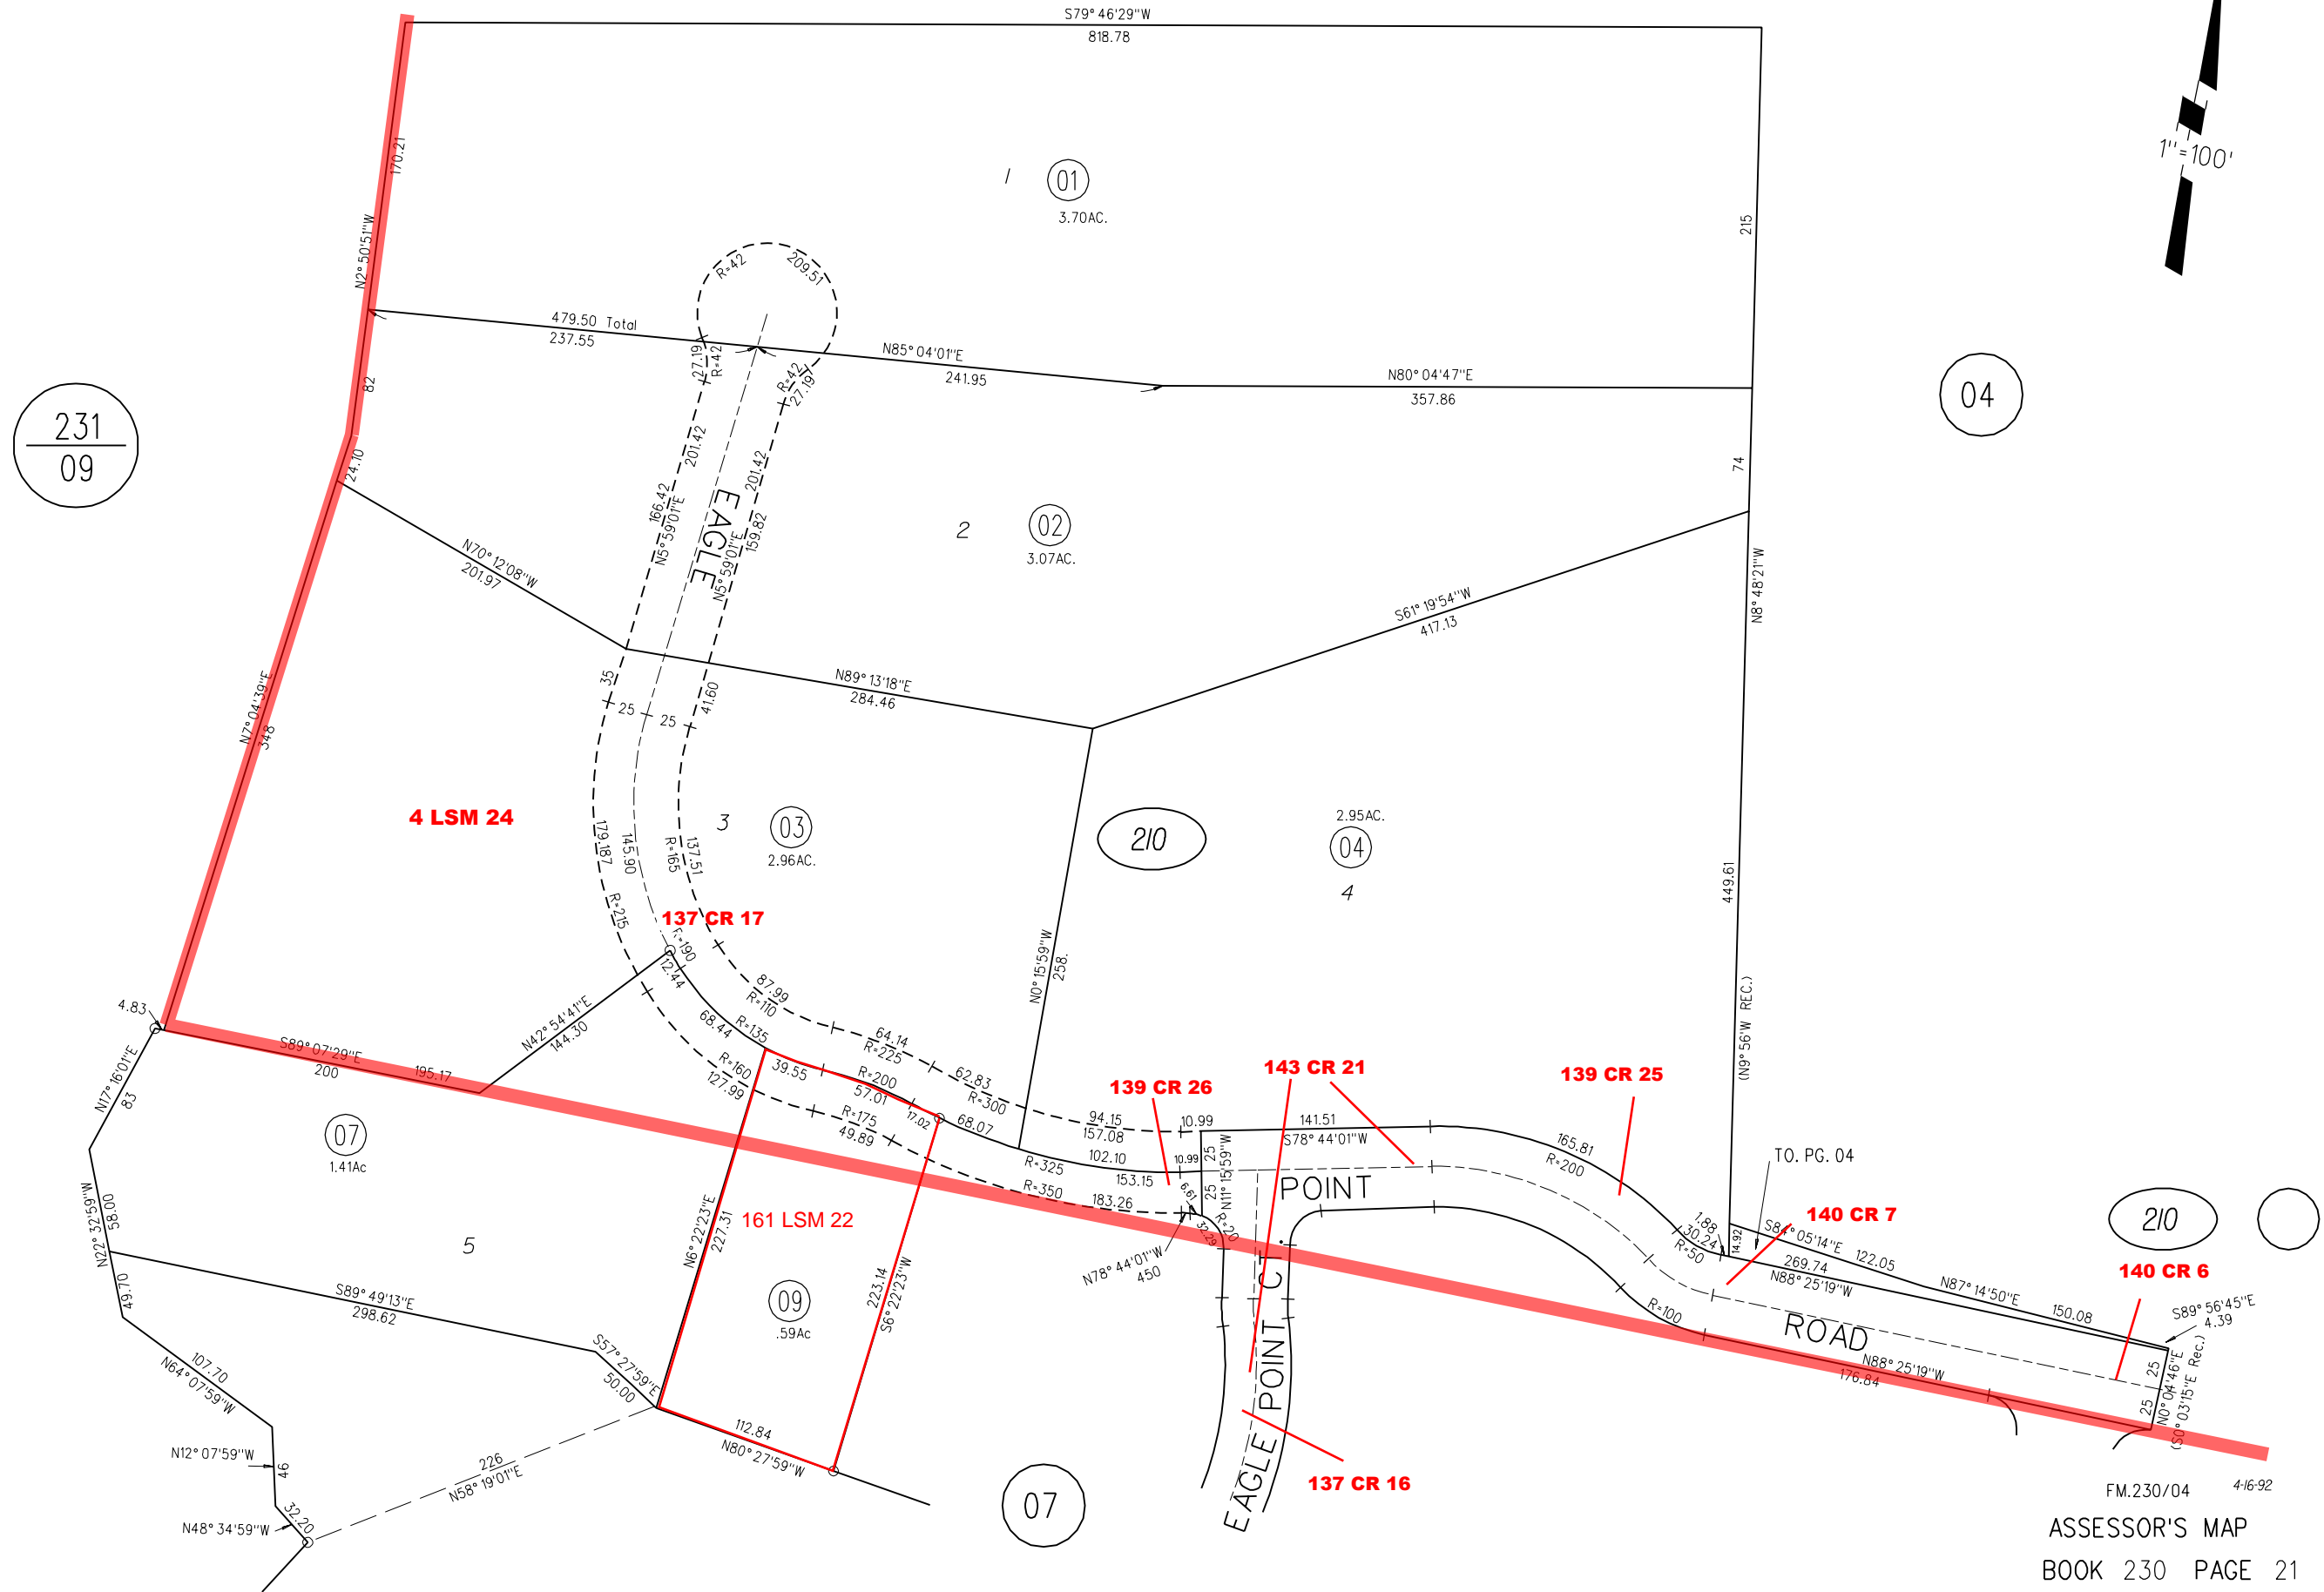 S79°46'29"W
818.78
1"=100'
170.21
N2°50'51"W
1
01
3.70AC.
215
R=42
209.51
479.50 Total
237.55
27.19
R=42
R=42
27.19
N85°04'01"E
241.95
N80°04'47"E
357.86
82
231
09
04
24.10
201.42
166.42
N5°59'01"E
EAGLE
201.42
159.82
N5°59'01"E
74
2
02
3.07AC.
N70°12'08"W
201.97
S61°19'54"W
417.13
N8°48'21"W
N7°04'39"E
348
35
25
25
41.60
N89°13'18"E
284.46
4 LSM 24
3
03
2.96AC.
210
2.95AC.
04
4
179.187
R=215
145.90
R=165
137.51
449.61
137 CR 17
R=190
12.44
N0°15'59"W
258.
(N9°56'W REC.)
4.83
87.99
R=110
N42°54'41"E
144.30
68.44
R=135
64.14
R=225
S89°07'29"E
200
195.17
N17°16'01"E
83
R=160
127.99
39.55
R=200
57.01
17.02
62.83
R=300
68.07
139 CR 26
143 CR 21
139 CR 25
94.15
157.08
10.99
141.51
S78°44'01"W
165.81
R=200
07
1.41Ac
R=175
49.89
R=325
102.10
153.15
10.99
25
25
N11°15'59"W
TO. PG. 04
R=350
183.26
6.61
R=20
32.29
POINT
N22°32'59"W
58.00
5
N6°22'23"E
227.31
161 LSM 22
1.88
30.24
R=50
14.92
140 CR 7
S84°05'14"E
122.05
210
N78°44'01"W
450
269.74
N88°25'19"W
N87°14'50"E
150.08
140 CR 6
S89°56'45"E
4.39
49.70
S89°49'13"E
298.62
09
.59Ac
223.14
S6°22'23"W
R=100
ROAD
N88°25'19"W
176.84
25
25
N0°04'46"E
(S0°03'15"E Rec.)
107.70
N64°07'59"W
S57°27'59"E
50.00
EAGLE POINT CT.
112.84
N80°27'59"W
N12°07'59"W
46
226
N58°19'01"E
137 CR 16
32.20
N48°34'59"W
07
FM.230/04
4-16-92
ASSESSOR'S MAP
BOOK 230 PAGE 21